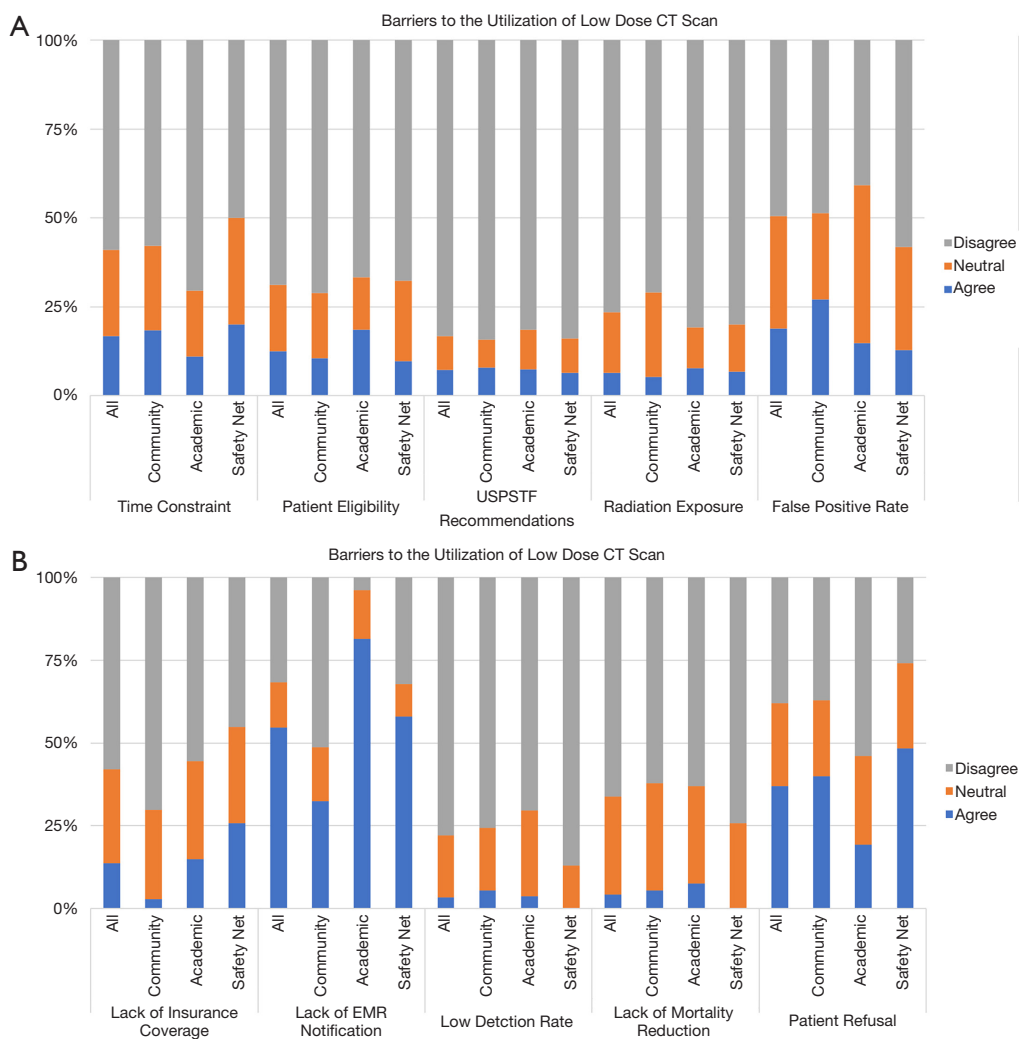 A
Barriers to the Utilization of Low Dose CT Scan
100%
75%
50%
25%
0%
All
Community
Academic
Safety Net
All
Community
Academic
Safety Net
All
Community
Academic
Safety Net
All
Community
Academic
Safety Net
All
Community
Academic
Safety Net
Time Constraint
Patient Eligibility
USPSTF
Recommendations
Radiation Exposure
False Positive Rate
Disagree
Neutral
Agree
B
Barriers to the Utilization of Low Dose CT Scan
100%
75%
50%
25%
0%
All
Community
Academic
Safety Net
All
Community
Academic
Safety Net
All
Community
Academic
Safety Net
All
Community
Academic
Safety Net
All
Community
Academic
Safety Net
Lack of Insurance
Coverage
Lack of EMR
Notification
Low Detction Rate
Lack of Mortality
Reduction
Patient Refusal
Disagree
Neutral
Agree